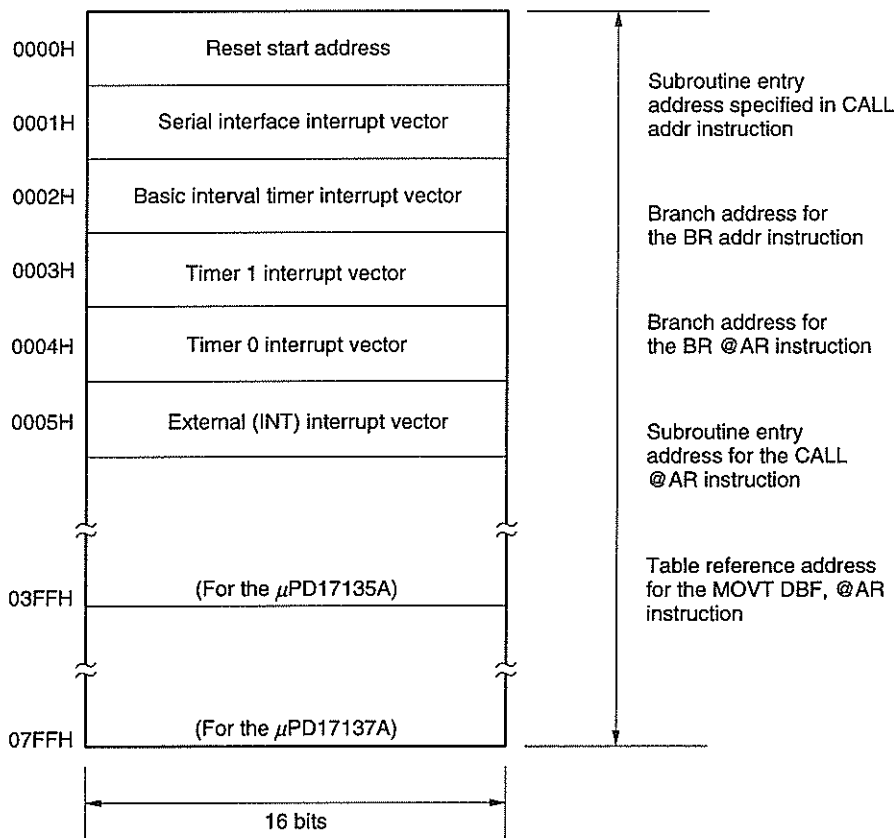 0000H
Reset start address
0001H
Serial interface interrupt vector
0002H
Basic interval timer interrupt vector
0003H
Timer 1 interrupt vector
0004H
Timer 0 interrupt vector
0005H
External (INT) interrupt vector
03FFH
(For the μPD17135A)
07FFH
(For the μPD17137A)
16 bits
Subroutine entry
address specified in CALL
addr instruction
Branch address for
the BR addr instruction
Branch address for
the BR @AR instruction
Subroutine entry
address for the CALL
@AR instruction
Table reference address
for the MOVT DBF, @AR
instruction